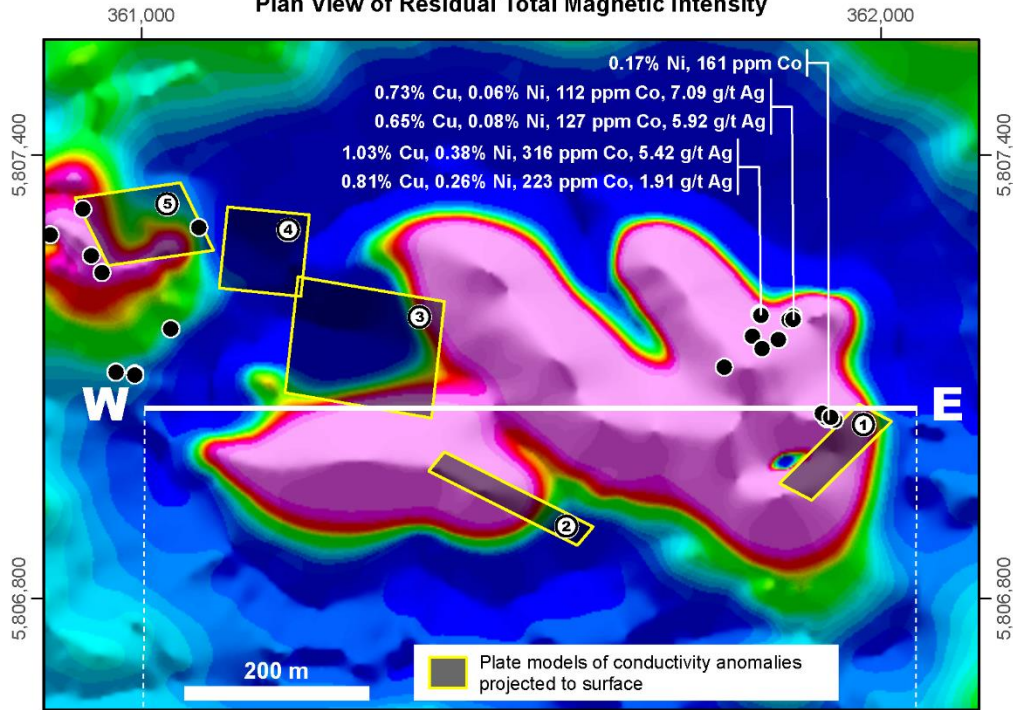 Plan View of Residual Total Magnetic Intensity
361,000
362,000
0.17% Ni, 161 ppm Co
0.73% Cu, 0.06% Ni, 112 ppm Co, 7.09 g/t Ag
0.65% Cu, 0.08% Ni, 127 ppm Co, 5.92 g/t Ag
1.03% Cu, 0.38% Ni, 316 ppm Co, 5.42 g/t Ag
0.81% Cu, 0.26% Ni, 223 ppm Co, 1.91 g/t Ag
5,807,400
5,807,400
5
4
3
W
E
1
2
5,806,800
5,806,800
200 m
Plate models of conductivity anomalies
projected to surface